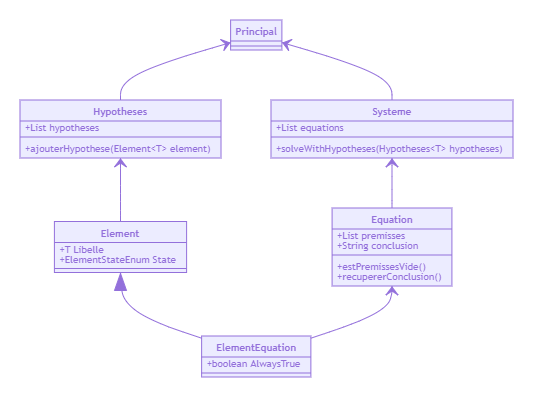 Principal
Hypotheses
+List hypotheses
+ajouterHypothese(Element<T> element)
Systeme
+List equations
+solveWithHypotheses(Hypotheses<T> hypotheses)
Element
+T Libelle
+ElementStateEnum State
Equation
+List premisses
+String conclusion
+estPremissesVide()
+recupererConclusion()
ElementEquation
+boolean AlwaysTrue